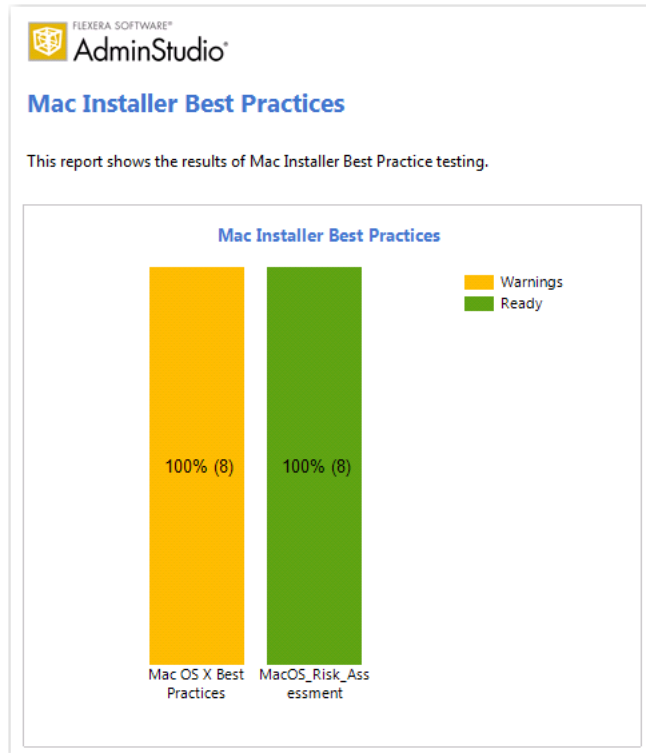 FLEXERA SOFTWARE®
AdminStudio®
Mac Installer Best Practices
This report shows the results of Mac Installer Best Practice testing.
Mac Installer Best Practices
Warnings
Ready
100% (8)
100% (8)
Mac OS X Best
Practices
MacOS_Risk_Ass
essment